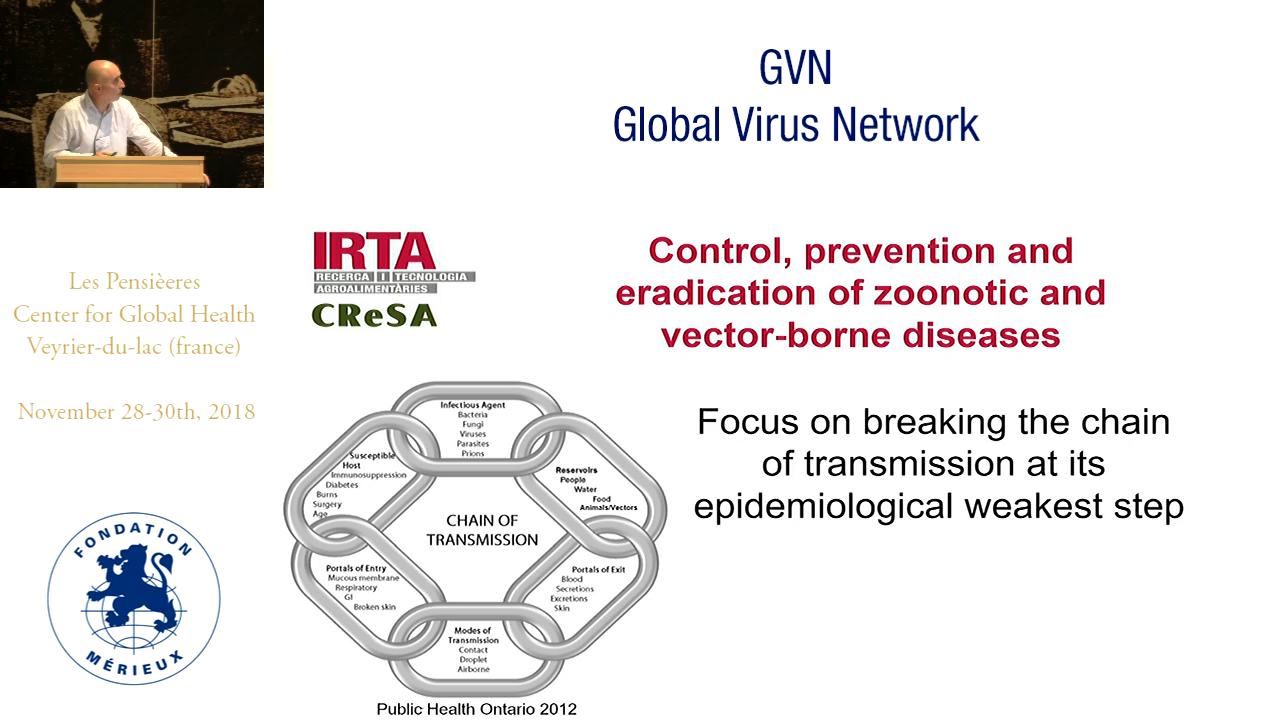 GVN
Global Virus Network
IRTA
RECERCA I TECNOLOGIA
AGROALIMENTÀRIES
CReSA
Control, prevention and
eradication of zoonotic and
vector-borne diseases
Les Pensièeres
Center for Global Health
Veyrier-du-lac (france)
November 28-30th, 2018
Focus on breaking the chain
of transmission at its
epidemiological weakest step
Infectious Agent
Bacteria
Fungi
Viruses
Parasites
Prions
Susceptible
Host
Immunosuppression
Diabetes
Burns
Surgery
Age
Reservoirs
People
Water
Food
Animals/Vectors
CHAIN OF
TRANSMISSION
Portals of Entry
Mucous membrane
Respiratory
GI
Broken skin
Portals of Exit
Blood
Secretions
Excretions
Skin
Modes of
Transmission
Contact
Droplet
Airborne
Public Health Ontario 2012
FONDATION
MÉRIEUX